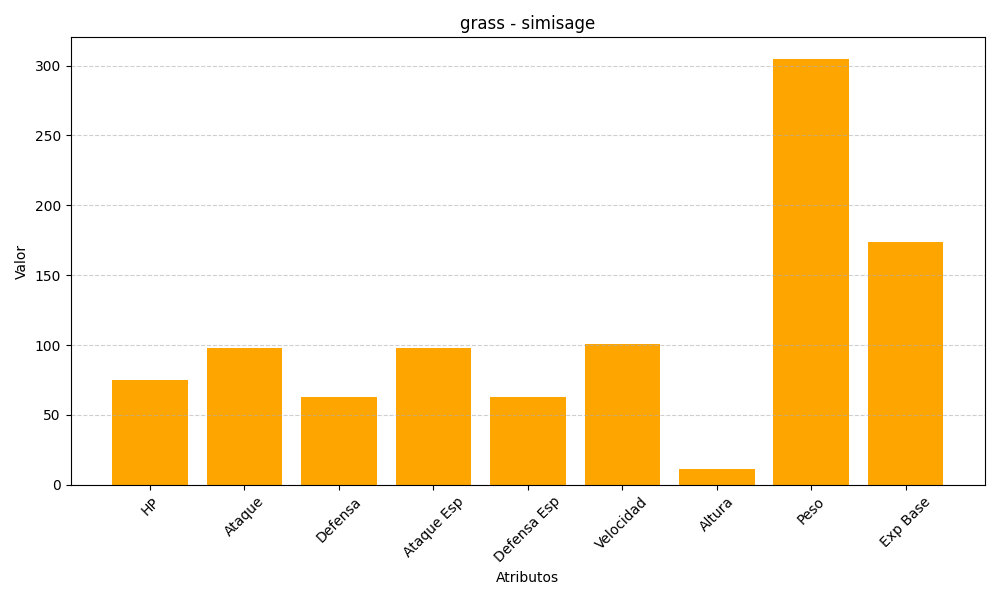 grass - simisage
Valor
300
250
200
150
100
50
0
HP
Ataque
Defensa
Ataque Esp
Defensa Esp
Velocidad
Altura
Peso
Exp Base
Atributos